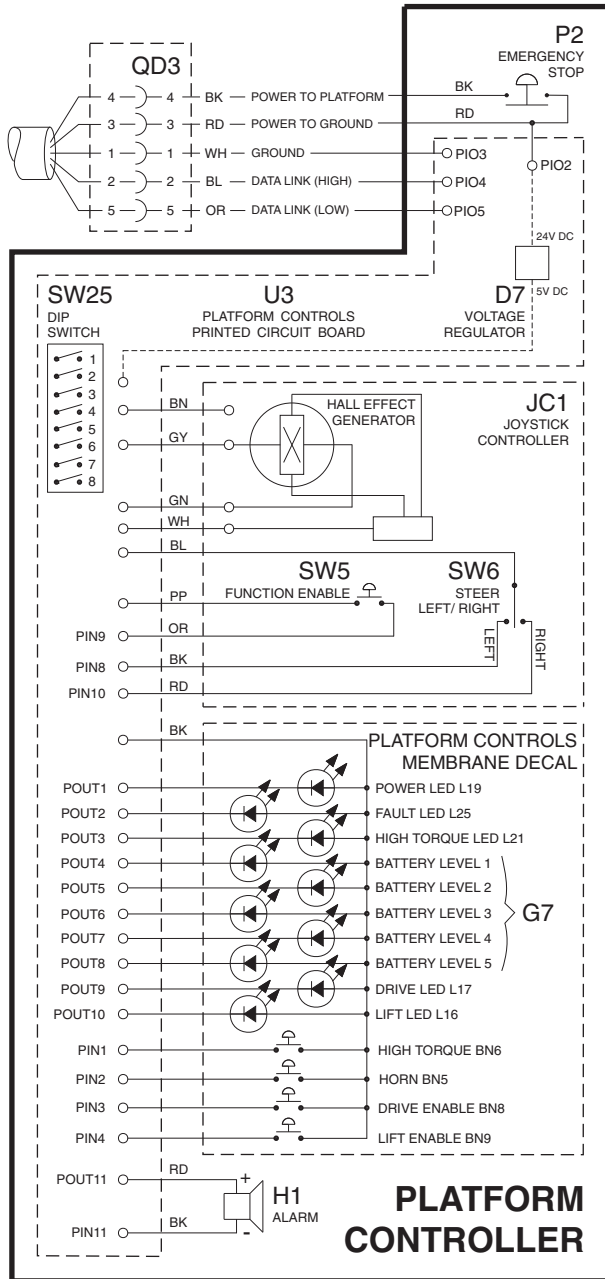 P2
EMERGENCY
STOP
QD3
4 4 BK POWER TO PLATFORM BK
3 3 RD POWER TO GROUND RD
1 1 WH GROUND PIO3
PIO2
2 2 BL DATA LINK (HIGH) PIO4
5 5 OR DATA LINK (LOW) PIO5
24V DC
5V DC
SW25
DIP
SWITCH
1
2
3
4
5
6
7
8
U3
PLATFORM CONTROLS
PRINTED CIRCUIT BOARD
D7
VOLTAGE
REGULATOR
JC1
JOYSTICK
CONTROLLER
HALL EFFECT
GENERATOR
BN
GY
GN
WH
BL
SW5
FUNCTION ENABLE
SW6
STEER
LEFT/ RIGHT
LEFT
RIGHT
PP
PIN9 OR
PIN8 BK
PIN10 RD
BK
PLATFORM CONTROLS
MEMBRANE DECAL
POUT1 POWER LED L19
POUT2 FAULT LED L25
POUT3 HIGH TORQUE LED L21
POUT4 BATTERY LEVEL 1
POUT5 BATTERY LEVEL 2
POUT6 BATTERY LEVEL 3
G7
POUT7 BATTERY LEVEL 4
POUT8 BATTERY LEVEL 5
POUT9 DRIVE LED L17
POUT10 LIFT LED L16
PIN1 HIGH TORQUE BN6
PIN2 HORN BN5
PIN3 DRIVE ENABLE BN8
PIN4 LIFT ENABLE BN9
POUT11 RD +
H1
ALARM
PIN11 BK -
PLATFORM
CONTROLLER